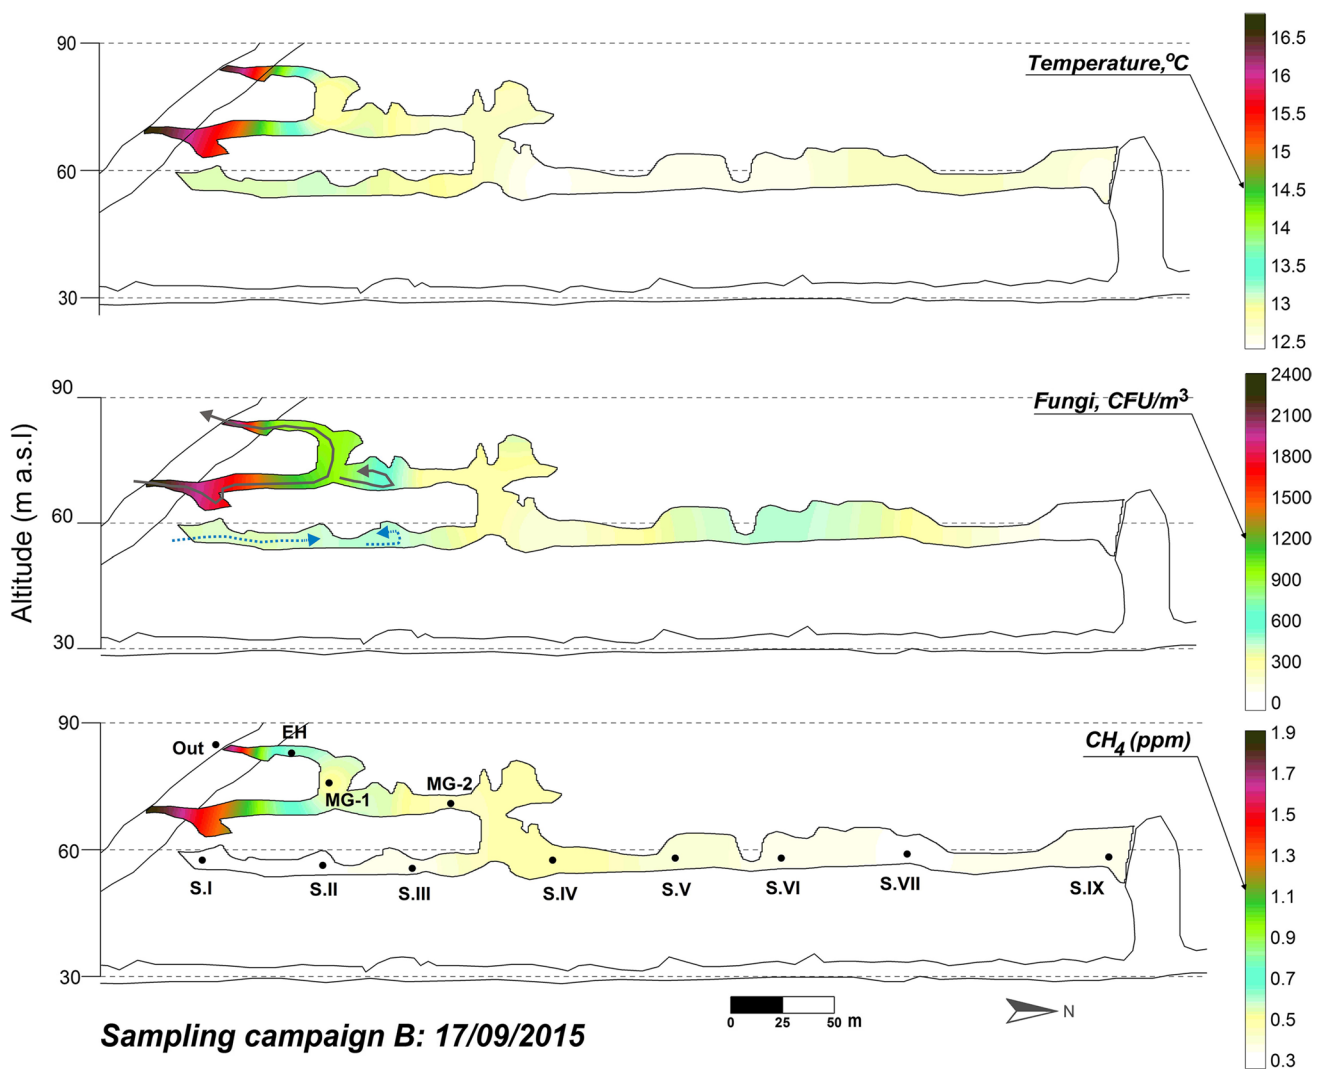 90
60
30
Temperature,ºC
16.5
16
15.5
15
14.5
14
13.5
13
12.5
Altitude (m a.s.l)
90
60
30
Fungi, CFU/m³
2400
2100
1800
1500
1200
900
600
300
0
90
60
30
Out
EH
MG-1
MG-2
S.I
S.II
S.III
S.IV
S.V
S.VI
S.VII
S.IX
CH₄ (ppm)
1.9
1.7
1.5
1.3
1.1
0.9
0.7
0.5
0.3
0 25 50 m
N
Sampling campaign B: 17/09/2015